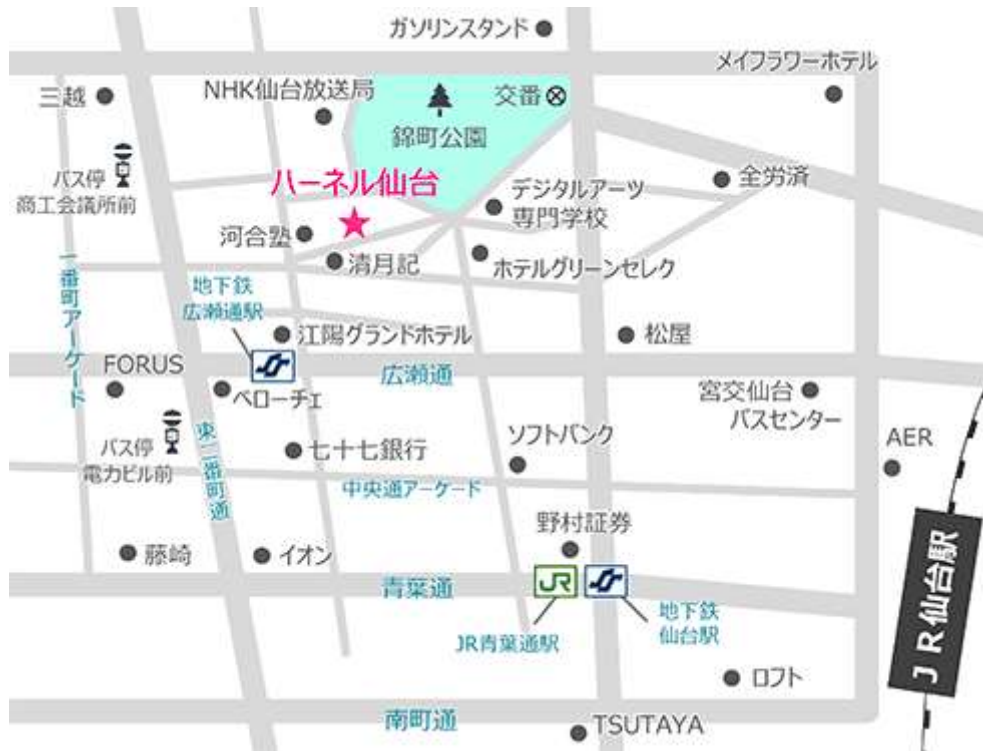 ガソリンスタンド
メイフラワーホテル
三越
NHK仙台放送局
交番
錦町公園
バス停
商工会議所前
ハーネル仙台
デジタルアーツ
専門学校
全労済
河合塾
清月記
ホテルグリーンセレク
一番町アーケード
地下鉄
広瀬通駅
江陽グランドホテル
松屋
FORUS
広瀬通
ベローチェ
宮交仙台
バスセンター
東二番町通
バス停
電力ビル前
七十七銀行
ソフトバンク
AER
中央通アーケード
野村証券
藤崎
イオン
青葉通
JR
JR青葉通駅
地下鉄
仙台駅
JR仙台駅
ロフト
南町通
TSUTAYA